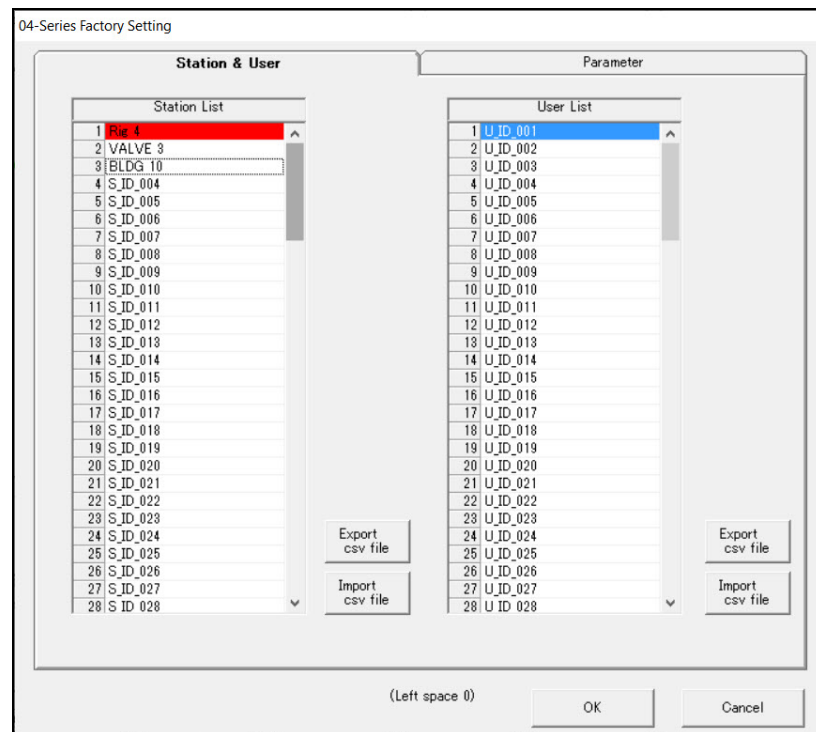 04-Series Factory Setting
Station & User
Parameter
Station List
1 Rig 4
2 VALVE 3
3 BLDG 10
4 S_ID_004
5 S_ID_005
6 S_ID_006
7 S_ID_007
8 S_ID_008
9 S_ID_009
10 S_ID_010
11 S_ID_011
12 S_ID_012
13 S_ID_013
14 S_ID_014
15 S_ID_015
16 S_ID_016
17 S_ID_017
18 S_ID_018
19 S_ID_019
20 S_ID_020
21 S_ID_021
22 S_ID_022
23 S_ID_023
24 S_ID_024
25 S_ID_025
26 S_ID_026
27 S_ID_027
28 S_ID_028
Export
csv file
Import
csv file
User List
1 U_ID_001
2 U_ID_002
3 U_ID_003
4 U_ID_004
5 U_ID_005
6 U_ID_006
7 U_ID_007
8 U_ID_008
9 U_ID_009
10 U_ID_010
11 U_ID_011
12 U_ID_012
13 U_ID_013
14 U_ID_014
15 U_ID_015
16 U_ID_016
17 U_ID_017
18 U_ID_018
19 U_ID_019
20 U_ID_020
21 U_ID_021
22 U_ID_022
23 U_ID_023
24 U_ID_024
25 U_ID_025
26 U_ID_026
27 U_ID_027
28 U_ID_028
Export
csv file
Import
csv file
(Left space 0)
OK
Cancel